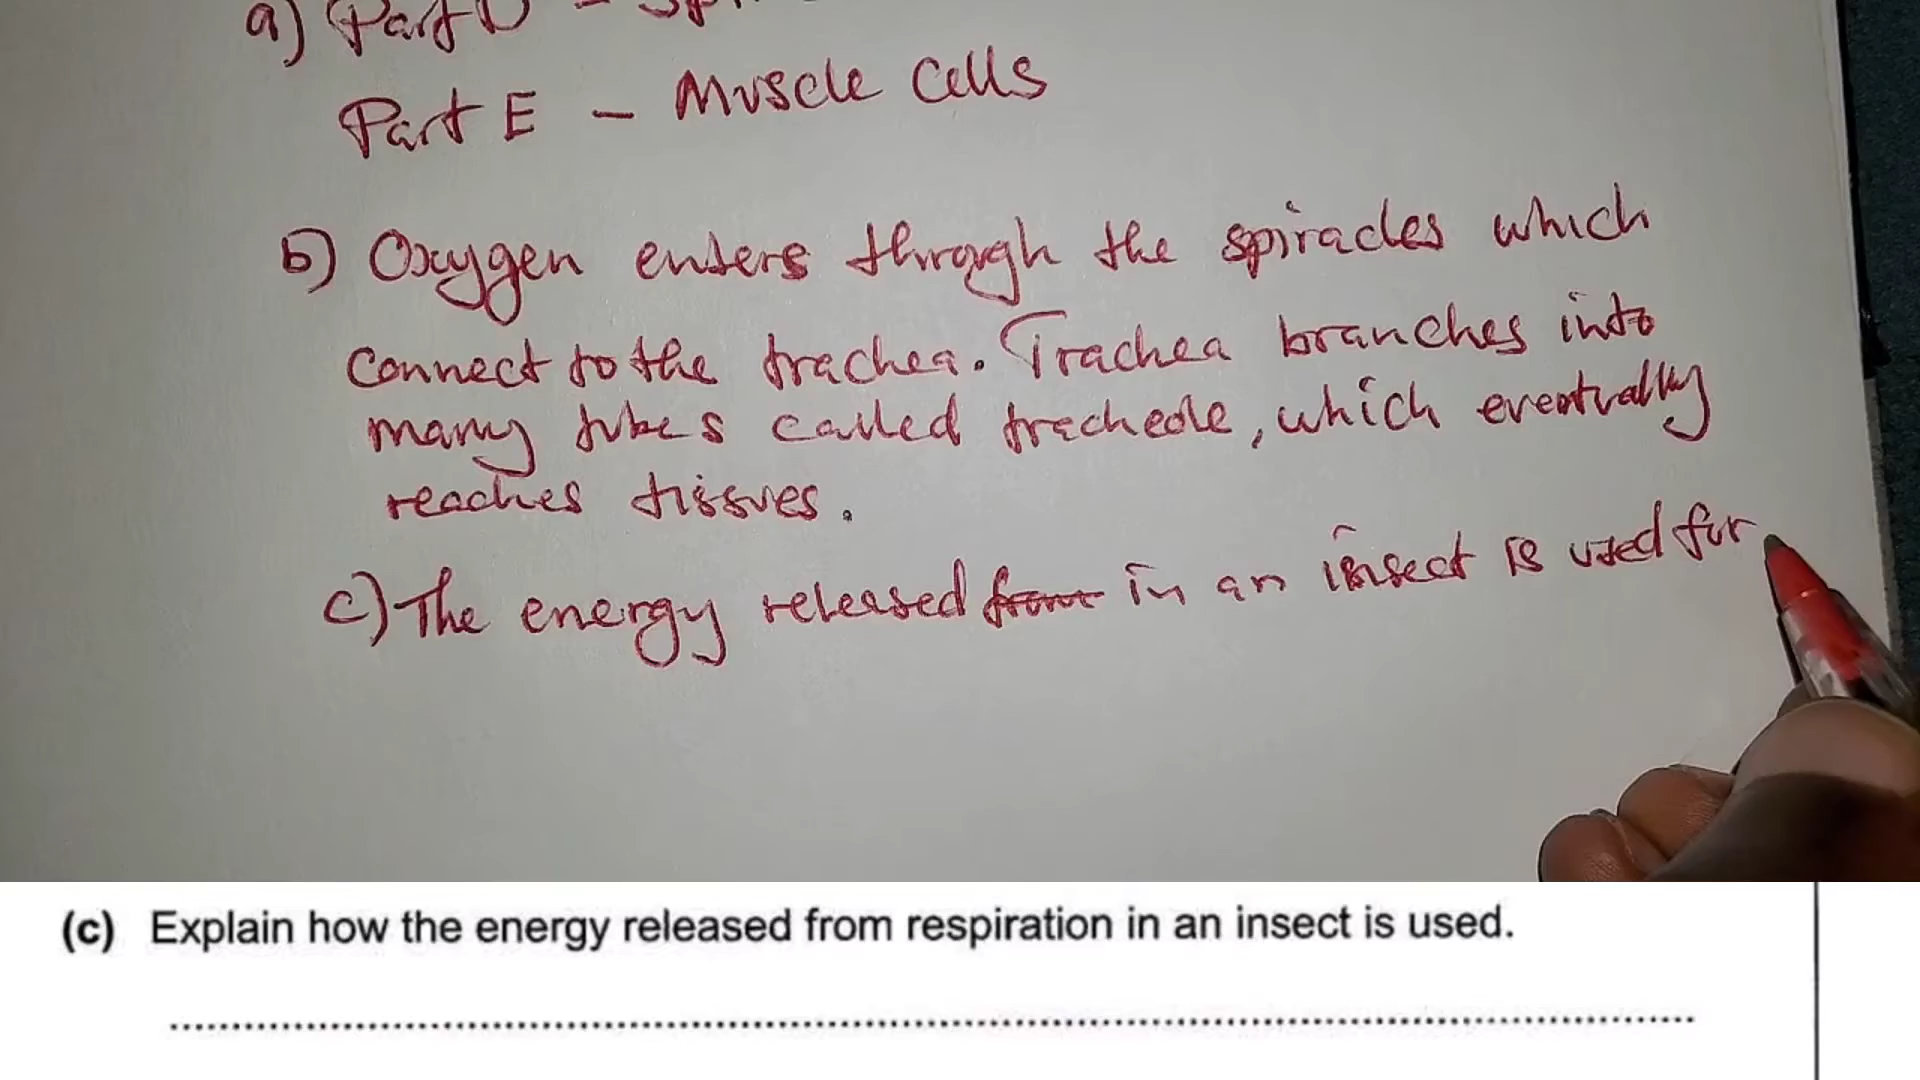 a) Part D -
Part E - Muscle Cells
b) Oxygen enters through the spiracles which
connect to the trachea. Trachea branches into
many tubes called tracheole, which eventually
reaches tissues.
c) The energy released from in an insect is used for
(c) Explain how the energy released from respiration in an insect is used.